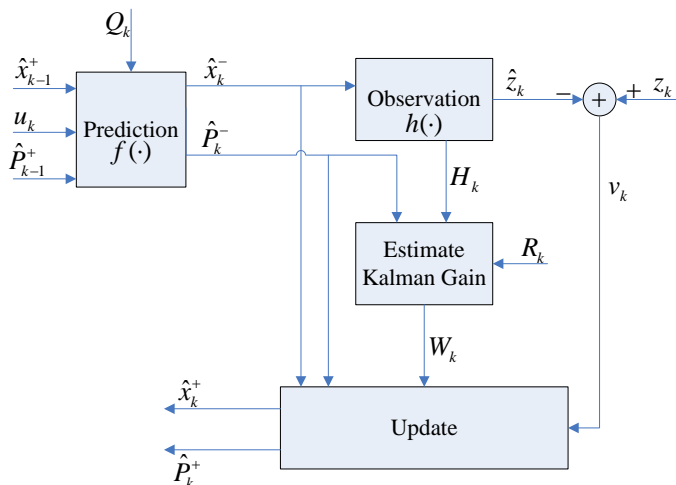 Q_k
x̂⁺_{k-1}
u_k
P̂⁺_{k-1}
Prediction
f(·)
x̂⁻_k
P̂⁻_k
Observation
h(·)
ẑ_k
−
+
+
z_k
H_k
v_k
Estimate
Kalman Gain
R_k
W_k
x̂⁺_k
Update
P̂⁺_k